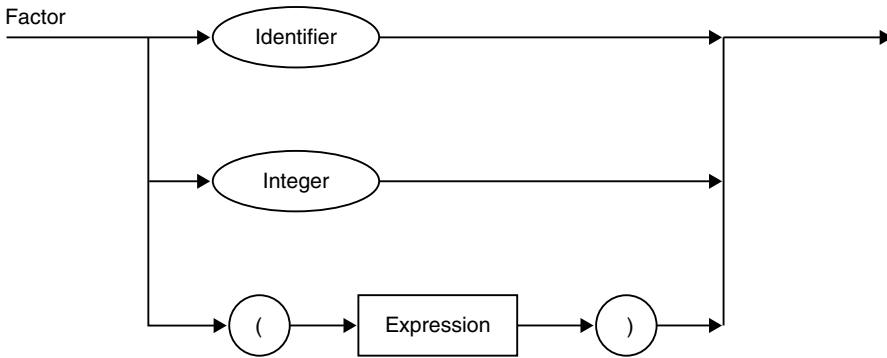 Factor
Identifier
Integer
( Expression )